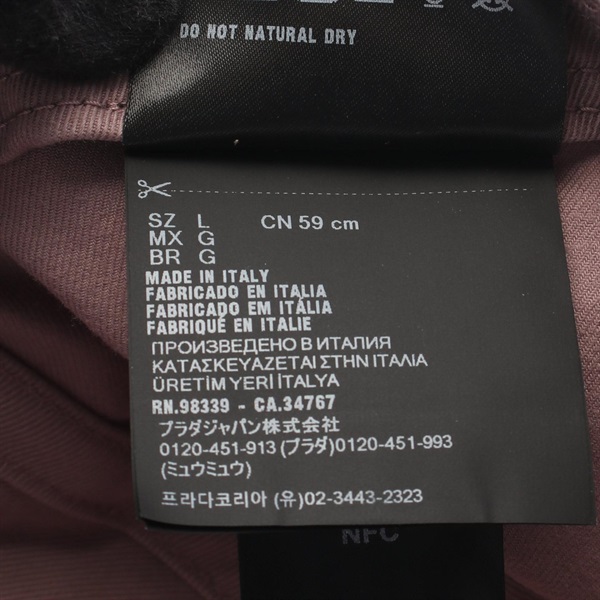 DO NOT NATURAL DRY
SZ L CN 59 cm
MX G
BR G
MADE IN ITALY
FABRICADO EN ITALIA
FABRICADO EM ITÁLIA
FABRIQUÉ EN ITALIE
ПРОИЗВЕДЕНО В ИТАЛИЯ
ΚΑΤΑΣΚΕΥΑΖΕΤΑΙ ΣΤΗΝ ΙΤΑΛΙΑ
ÜRETİM YERİ İTALYA
RN.98339 - CA.34767
プラダジャパン株式会社
0120-451-913 (プラダ) 0120-451-993
(ミュウミュウ)
프라다코리아 (유) 02-3443-2323
NFC